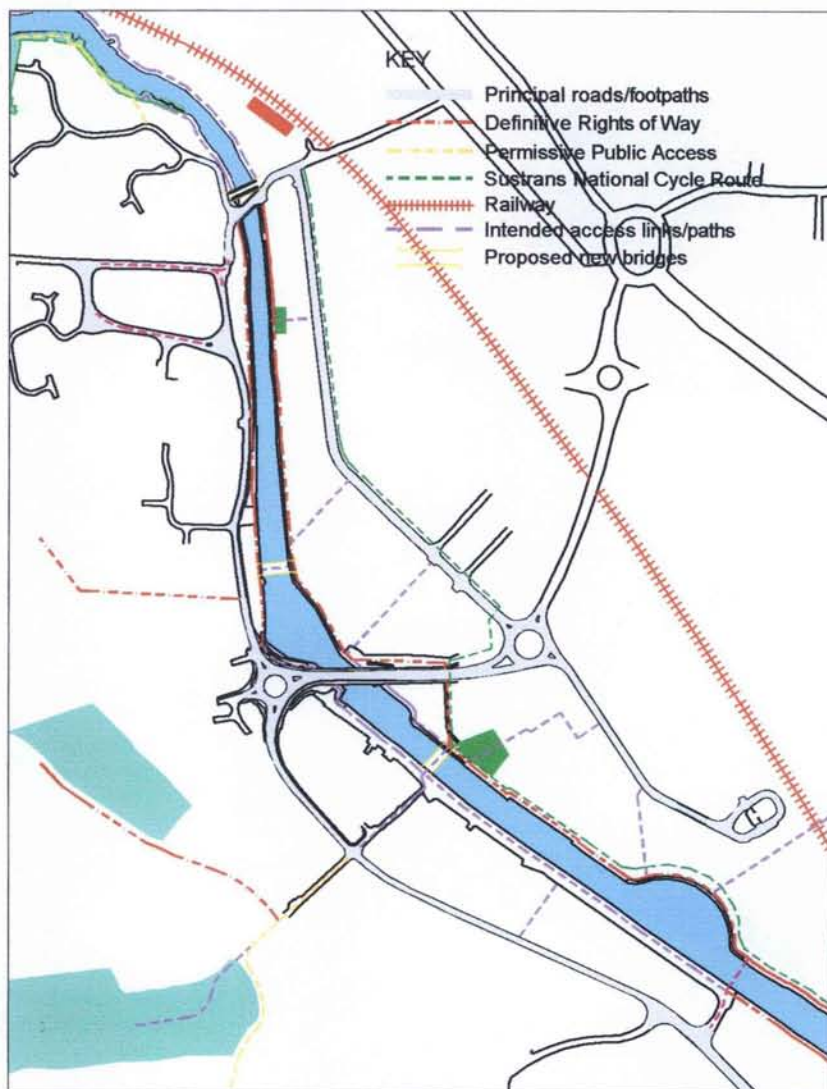 KEY
Principal roads/footpaths
Definitive Rights of Way
Permissive Public Access
Sustrans National Cycle Route
Railway
Intended access links/paths
Proposed new bridges